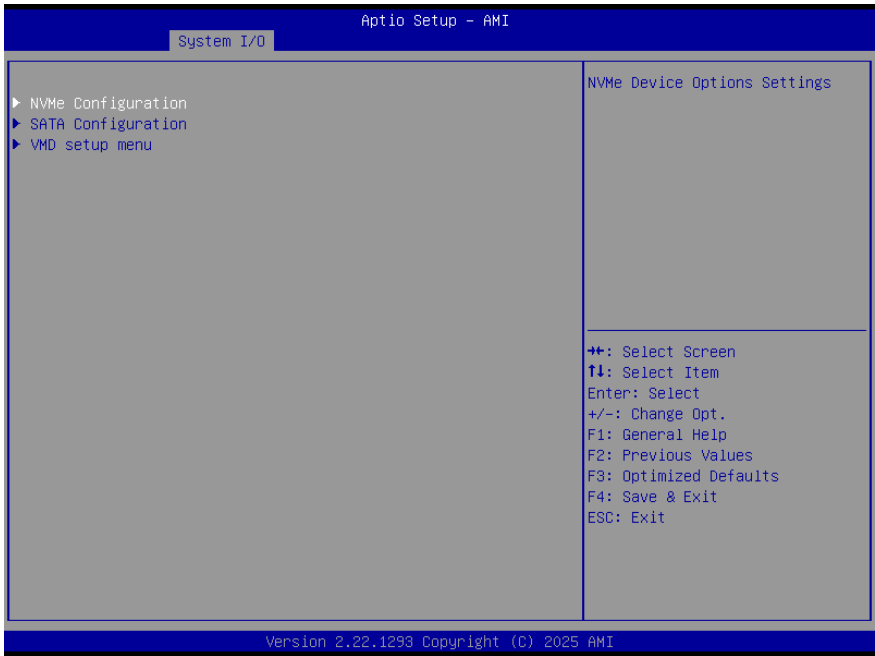 Aptio Setup – AMI
System I/O
NVMe Configuration
SATA Configuration
VMD setup menu
NVMe Device Options Settings
→←: Select Screen
↑↓: Select Item
Enter: Select
+/-: Change Opt.
F1: General Help
F2: Previous Values
F3: Optimized Defaults
F4: Save & Exit
ESC: Exit
Version 2.22.1293 Copyright (C) 2025 AMI